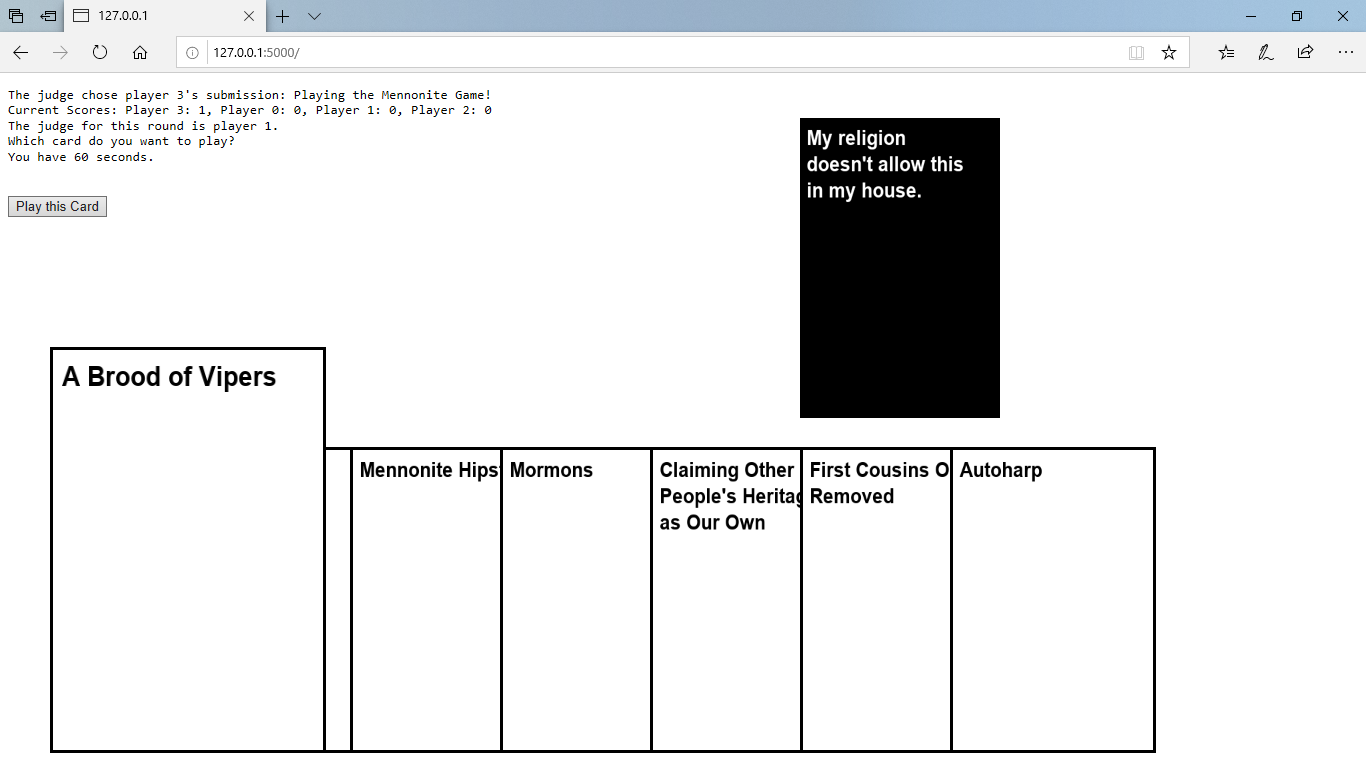 127.0.0.1
127.0.0.1:5000/
The judge chose player 3's submission: Playing the Mennonite Game!
Current Scores: Player 3: 1, Player 0: 0, Player 1: 0, Player 2: 0
The judge for this round is player 1.
Which card do you want to play?
You have 60 seconds.
Play this Card
My religion
doesn't allow this
in my house.
A Brood of Vipers
Mennonite
Mormons
Claiming Other
People's
as Our Own
First Cousins
Removed
Autoharp